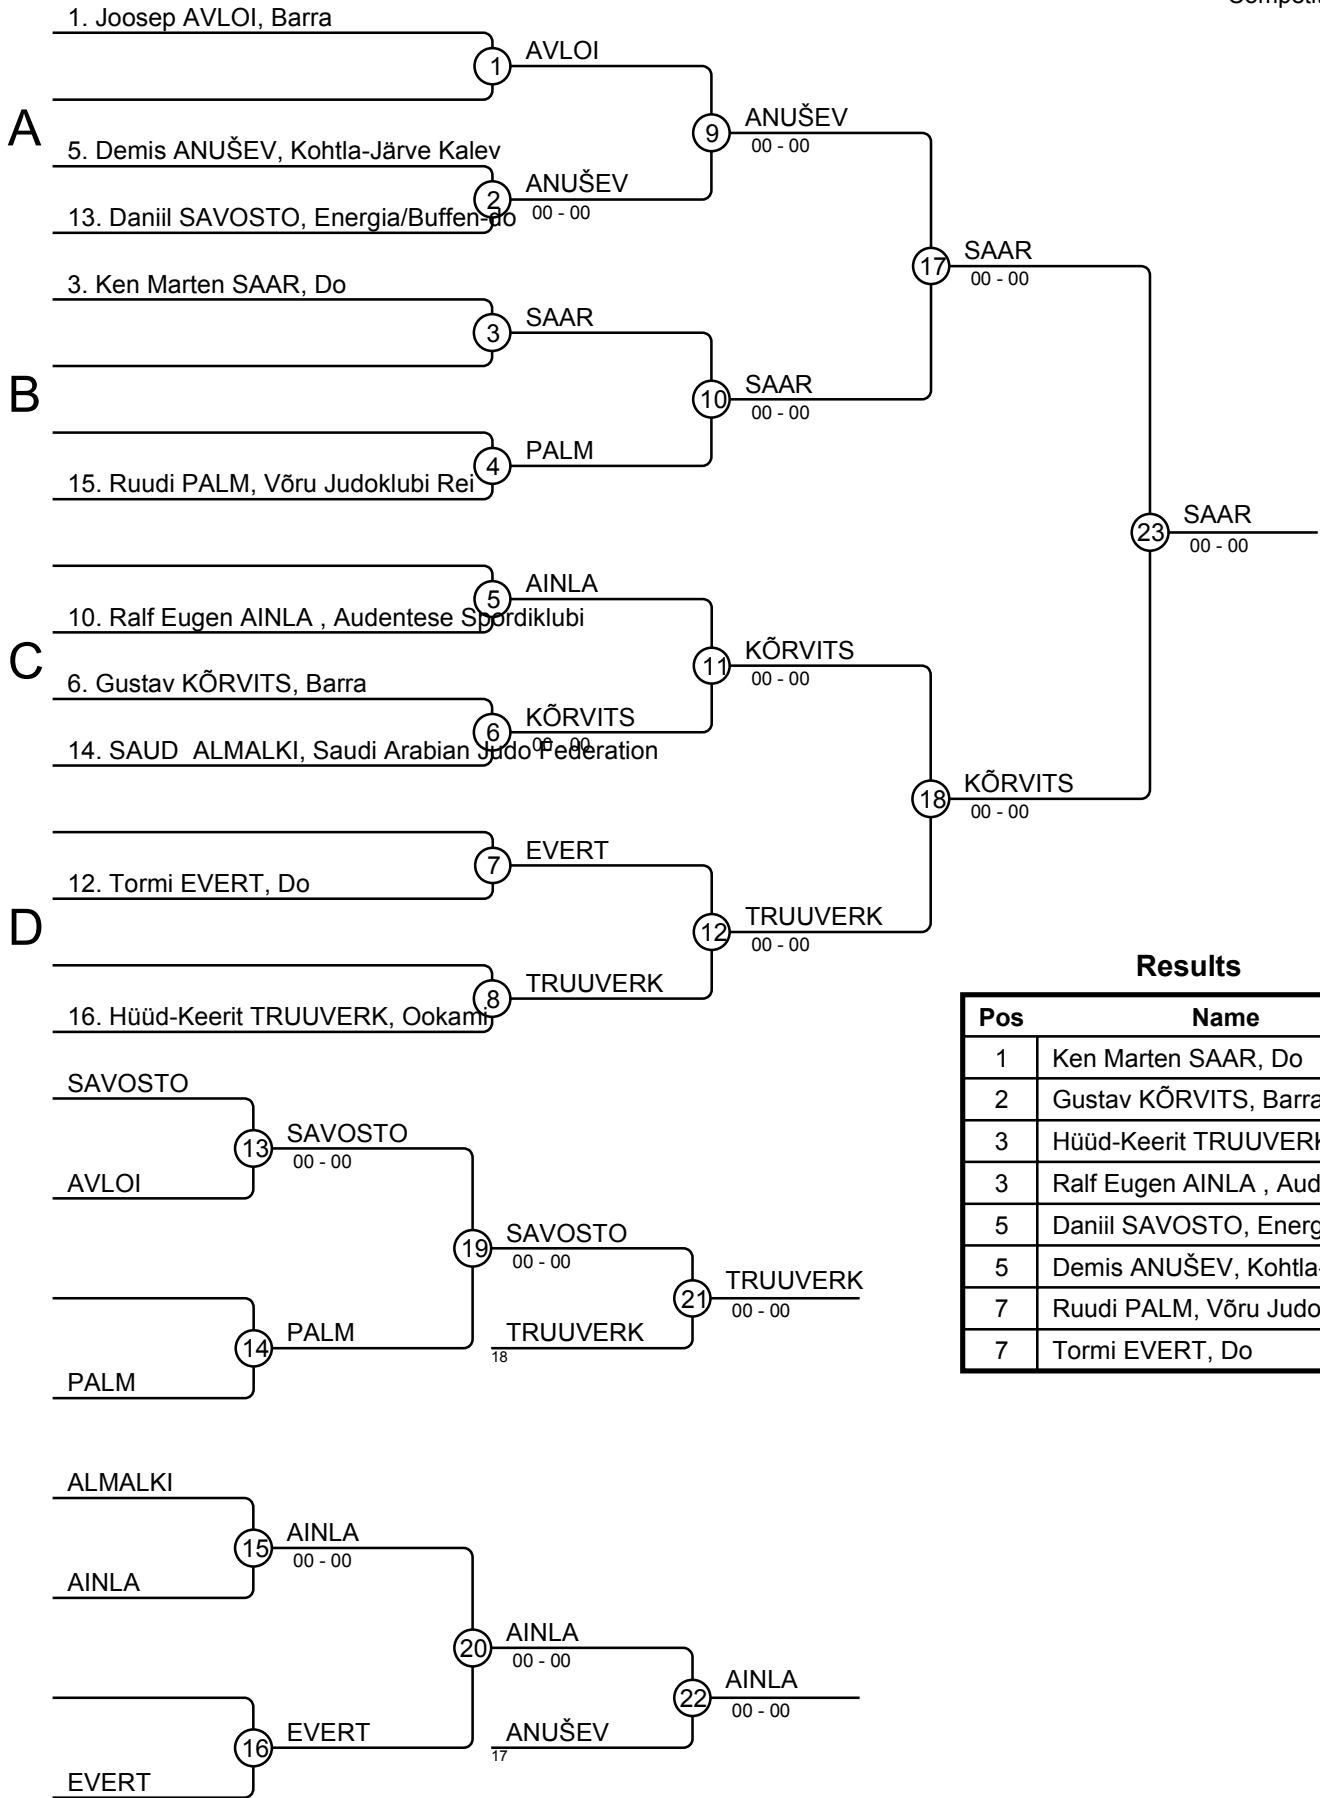 1. Joosep AVLOI, Barra
1
AVLOI
A
5. Demis ANUŠEV, Kohtla-Järve Kalev
2
ANUŠEV
00 - 00
13. Daniil SAVOSTO, Energia/Buffen-do
9
ANUŠEV
00 - 00
3. Ken Marten SAAR, Do
3
SAAR
17
SAAR
00 - 00
B
10
SAAR
00 - 00
4
PALM
15. Ruudi PALM, Võru Judoklubi Rei
23
SAAR
00 - 00
5
AINLA
10. Ralf Eugen AINLA , Audentese Spordiklubi
C
11
KÕRVITS
00 - 00
6. Gustav KÕRVITS, Barra
6
KÕRVITS
00 - 00
14. SAUD  ALMALKI, Saudi Arabian Judo Federation
18
KÕRVITS
00 - 00
7
EVERT
12. Tormi EVERT, Do
D
12
TRUUVERK
00 - 00
8
TRUUVERK
16. Hüüd-Keerit TRUUVERK, Ookami
Results
Pos Name
1 Ken Marten SAAR, Do
2 Gustav KÕRVITS, Barra
3 Hüüd-Keerit TRUUVERK
3 Ralf Eugen AINLA , Aud
5 Daniil SAVOSTO, Energ
5 Demis ANUŠEV, Kohtla-
7 Ruudi PALM, Võru Judo
7 Tormi EVERT, Do
SAVOSTO
13
SAVOSTO
00 - 00
AVLOI
19
SAVOSTO
00 - 00
21
TRUUVERK
00 - 00
14
PALM
TRUUVERK
18
PALM
ALMALKI
15
AINLA
00 - 00
AINLA
20
AINLA
00 - 00
22
AINLA
00 - 00
16
EVERT
ANUŠEV
17
EVERT